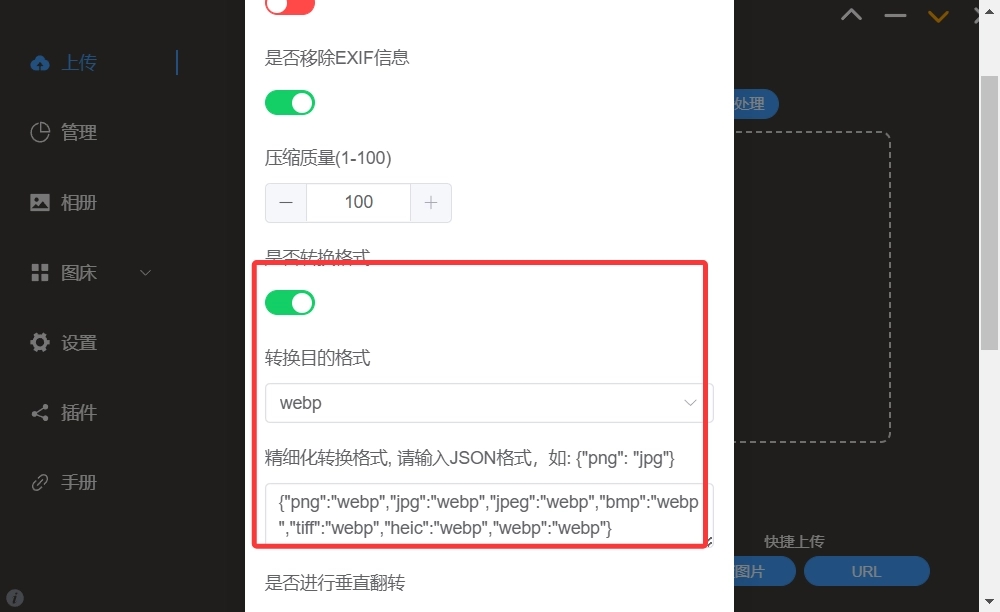 上传
管理
相册
图床
设置
插件
手册
是否移除EXIF信息
压缩质量(1-100)
100
是否转换格式
转换目的格式
webp
精细化转换格式, 请输入JSON格式，如: {"png": "jpg"}
{"png":"webp","jpg":"webp","jpeg":"webp","bmp":"webp
","tiff":"webp","heic":"webp","webp":"webp"}
是否进行垂直翻转
处理
快捷上传
图片
URL